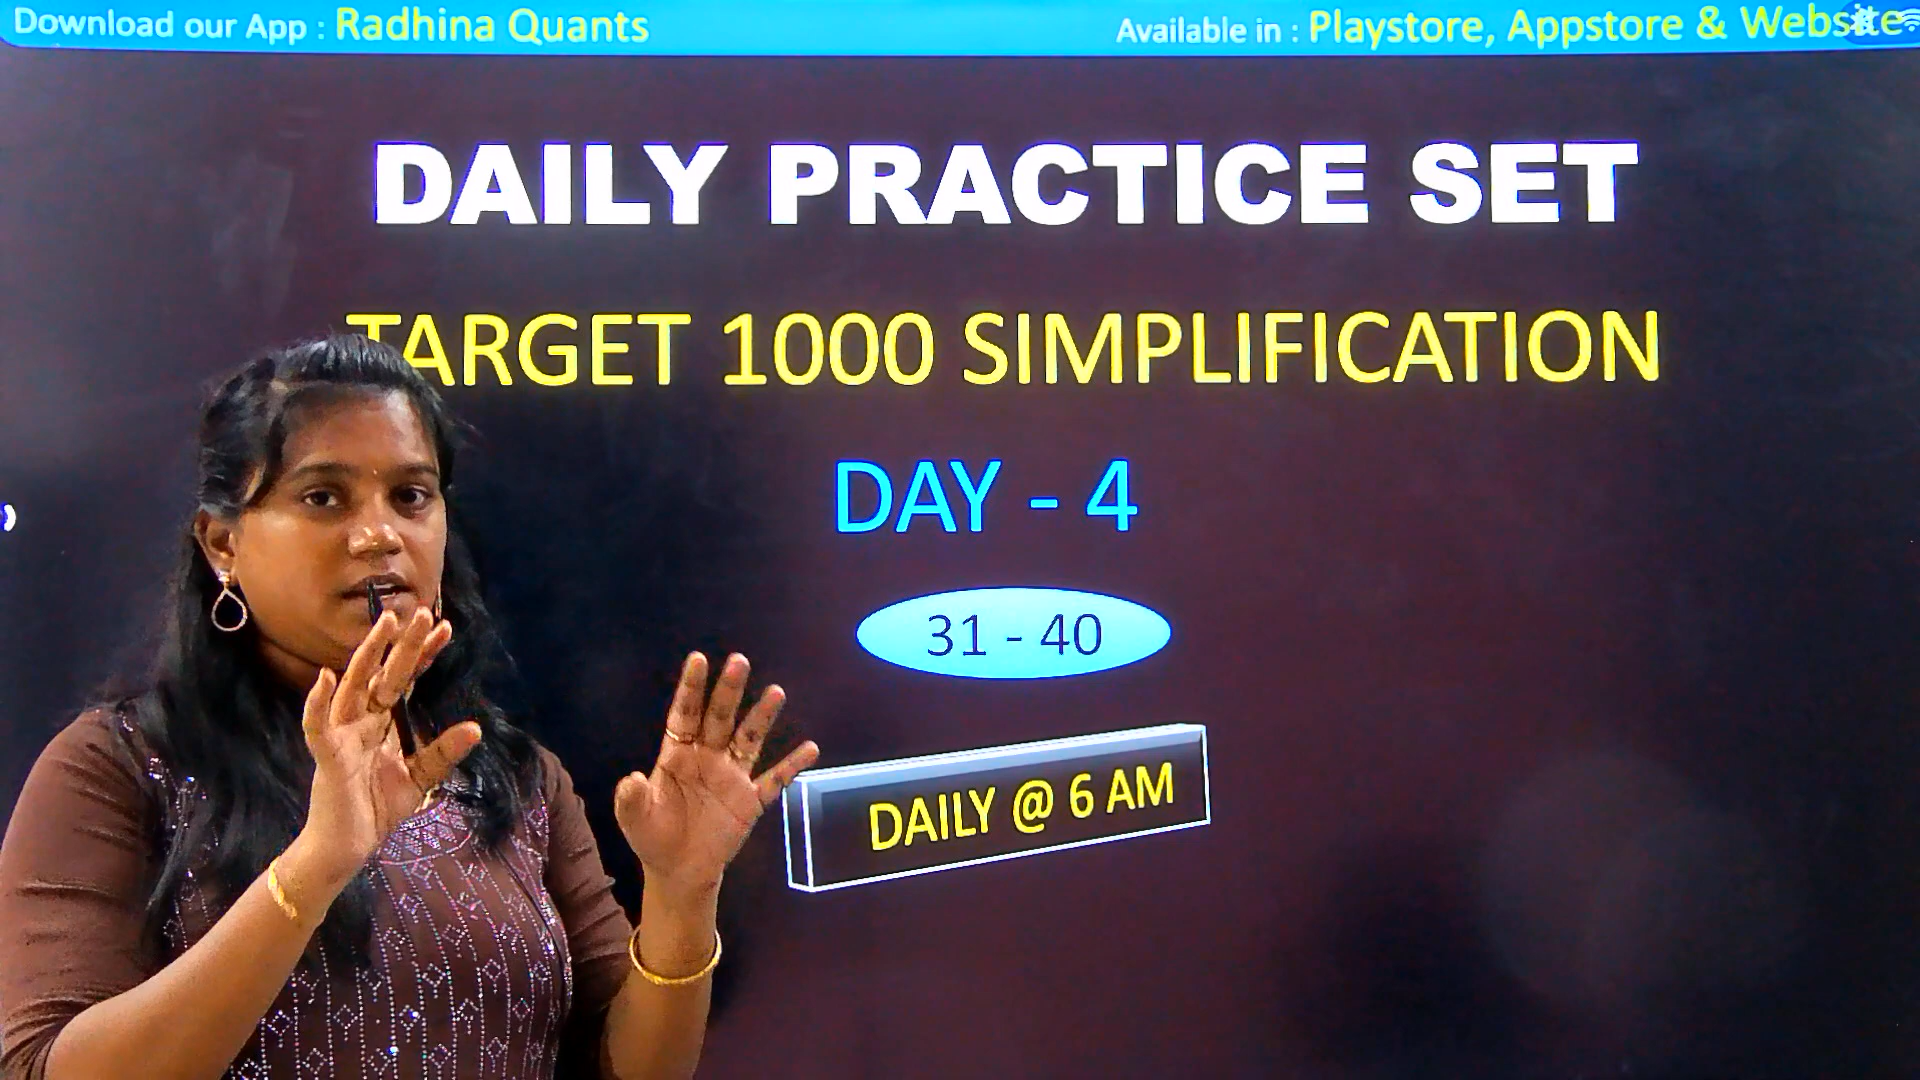 Download our App : Radhina Quants
Available in : Playstore, Appstore & Website
DAILY PRACTICE SET
TARGET 1000 SIMPLIFICATION
DAY - 4
31 - 40
DAILY @ 6 AM